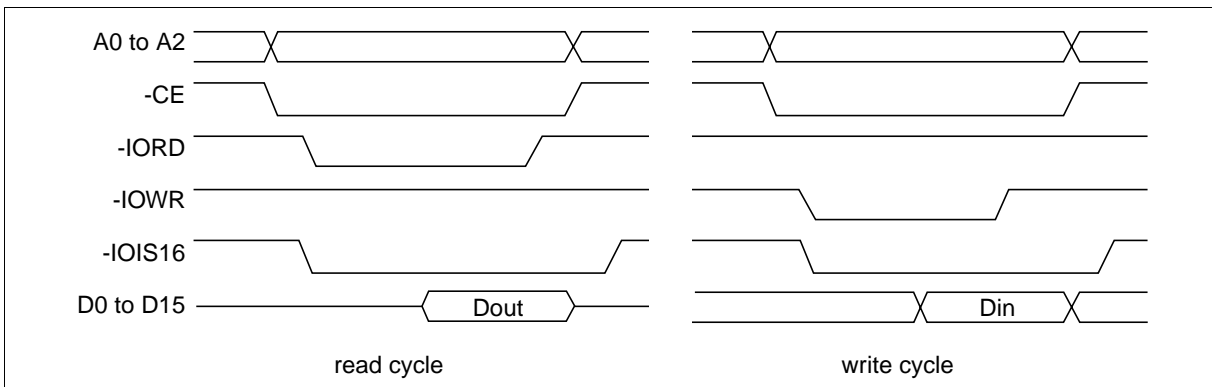 A0 to A2
-CE
-IORD
-IOWR
-IOIS16
D0 to D15 Dout Din
read cycle write cycle